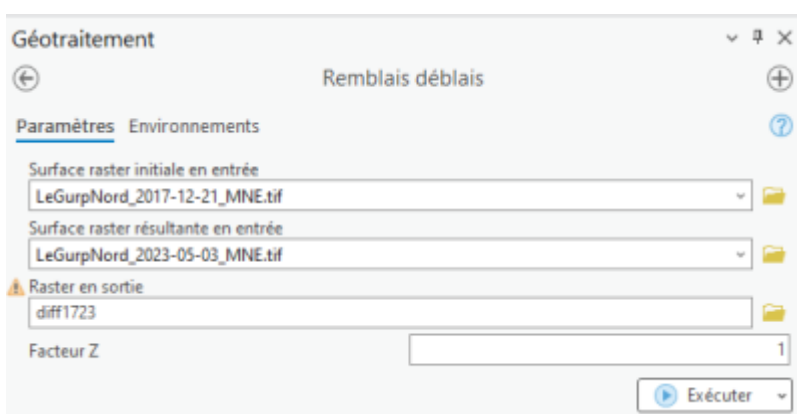 Géotraitement
Remblais déblais
Paramètres Environnements
Surface raster initiale en entrée
LeGurpNord_2017-12-21_MNE.tif
Surface raster résultante en entrée
LeGurpNord_2023-05-03_MNE.tif
Raster en sortie
diff1723
Facteur Z 1
Exécuter